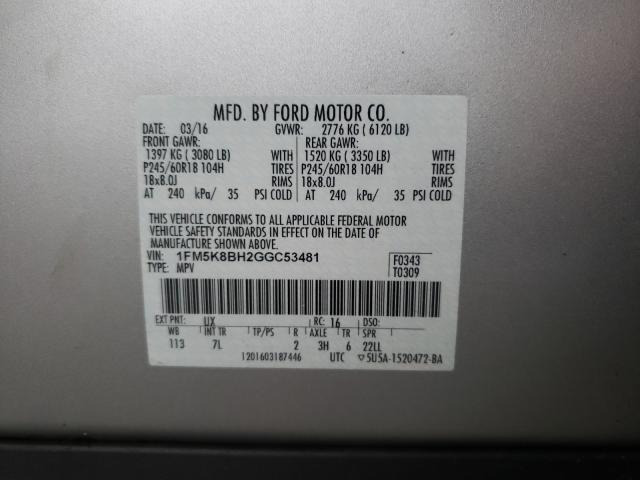 MFD. BY FORD MOTOR CO.
DATE: 03/16 GVWR: 2776 KG ( 6120 LB)
FRONT GAWR: REAR GAWR:
1397 KG ( 3080 LB) WITH 1520 KG ( 3350 LB) WITH
P245/60R18 104H TIRES P245/60R18 104H TIRES
18x8.0J RIMS 18x8.0J RIMS
AT 240 kPa/ 35 PSI COLD AT 240 kPa/ 35 PSI COLD
THIS VEHICLE CONFORMS TO ALL APPLICABLE FEDERAL MOTOR
VEHICLE SAFETY STANDARDS IN EFFECT ON THE DATE OF
MANUFACTURE SHOWN ABOVE.
VIN: 1FM5K8BH2GGC53481 F0343
TYPE: MPV T0309
EXT PNT: UX RC: 16 DSO:
WB INT TR TP/PS R AXLE TR SPR
113 7L 2 3H 6 22LL
1201603187446 UTC ▽5U5A-1520472-BA